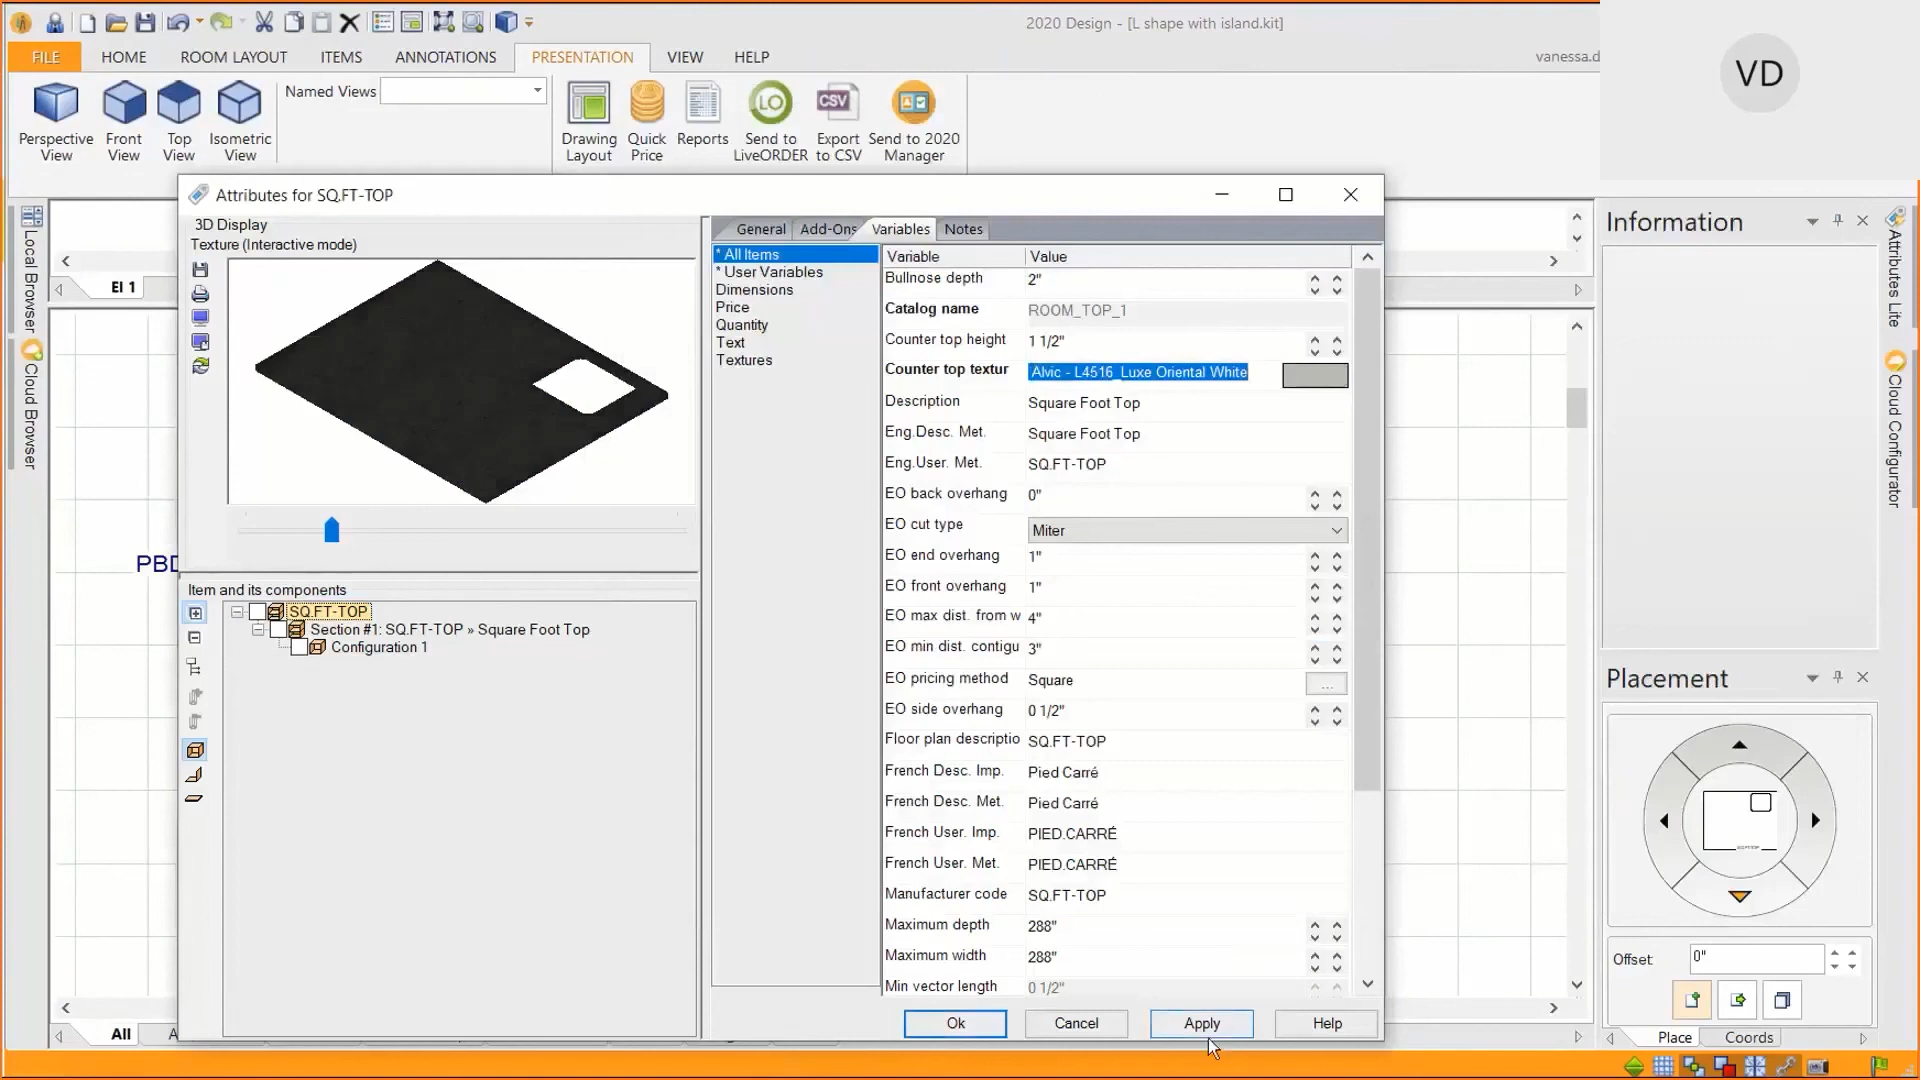 2020 Design - [L shape with island.kit]
FILE
HOME
ROOM LAYOUT
ITEMS
ANNOTATIONS
PRESENTATION
VIEW
HELP
vanessa.d
VD
Perspective
View
Front
View
Top
View
Isometric
View
Named Views
Drawing
Layout
Quick
Price
Reports
LO
Send to
LiveORDER
CSV
Export
to CSV
Send to 2020
Manager
Attributes for SQ.FT-TOP
3D Display
Texture (Interactive mode)
Item and its components
SQ.FT-TOP
Section #1: SQ.FT-TOP » Square Foot Top
Configuration 1
General
Add-Ons
Variables
Notes
* All Items
* User Variables
Dimensions
Price
Quantity
Text
Textures
Variable Value
Bullnose depth 2"
Catalog name ROOM_TOP_1
Counter top height 1 1/2"
Counter top textur Alvic - L4516_Luxe Oriental White
Description Square Foot Top
Eng.Desc. Met. Square Foot Top
Eng.User. Met. SQ.FT-TOP
EO back overhang 0"
EO cut type Miter
EO end overhang 1"
EO front overhang 1"
EO max dist. from w 4"
EO min dist. contigu 3"
EO pricing method Square ...
EO side overhang 0 1/2"
Floor plan descriptio SQ.FT-TOP
French Desc. Imp. Pied Carré
French Desc. Met. Pied Carré
French User. Imp. PIED.CARRÉ
French User. Met. PIED.CARRÉ
Manufacturer code SQ.FT-TOP
Maximum depth 288"
Maximum width 288"
Min vector length 0 1/2"
Ok
Cancel
Apply
Help
Local Browser
Cloud Browser
El 1
PBD
All
Information
Placement
Offset: 0"
Place
Coords
Attributes Lite
Cloud Configurator